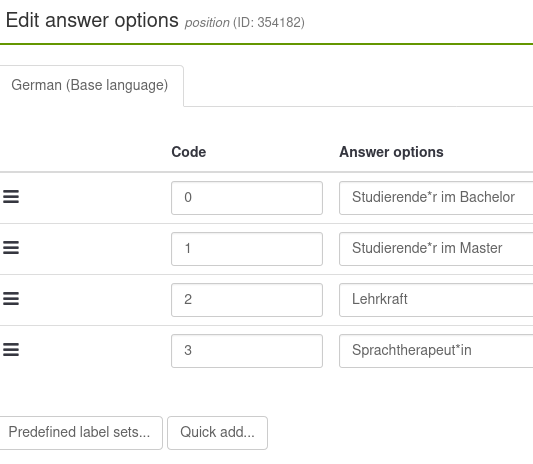 Edit answer options position (ID: 354182)
German (Base language)
Code Answer options
0 Studierende*r im Bachelor
1 Studierende*r im Master
2 Lehrkraft
3 Sprachtherapeut*in
Predefined label sets... Quick add...